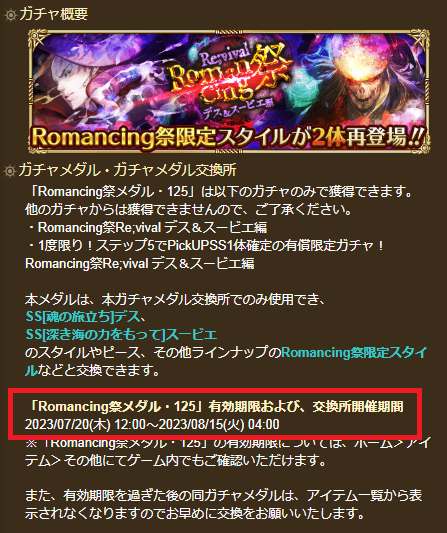 ガチャ概要
Re;vival
Romancing祭
デス＆スービエ編
Romancing祭限定スタイルが2体再登場!!
ガチャメダル・ガチャメダル交換所
「Romancing祭メダル・125」は以下のガチャのみで獲得できます。
他のガチャからは獲得できませんので、ご了承ください。
・Romancing祭Re;vival デス＆スービエ編
・1度限り！ステップ5でPickUPSS1体確定の有償限定ガチャ！
Romancing祭Re;vival デス＆スービエ編
本メダルは、本ガチャメダル交換所でのみ使用でき、
SS[魂の旅立ち]デス、
SS[深き海の力をもって]スービエ
のスタイルやピース、その他ラインナップのRomancing祭限定スタイ
ルなどと交換できます。
「Romancing祭メダル・125」有効期限および、交換所開催期間
2023/07/20(木) 12:00～2023/08/15(火) 04:00
※「Romancing祭メダル・125」の有効期限については、ホーム＞アイ
テム＞その他にてゲーム内でもご確認いただけます。
また、有効期限を過ぎた後の同ガチャメダルは、アイテム一覧から表
示されなくなりますのでお早めに交換をお願いいたします。